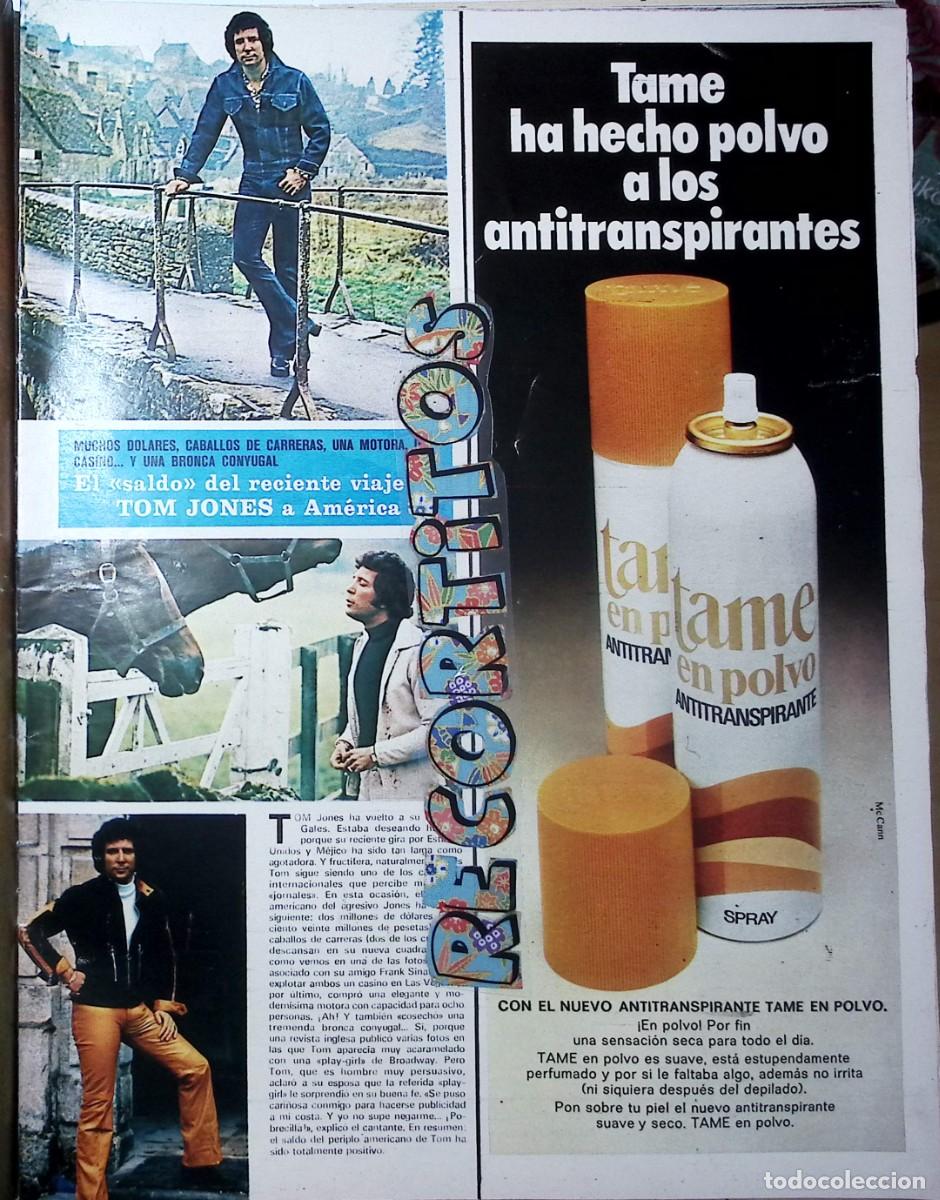 MUCHOS DOLARES, CABALLOS DE CARRERAS, UNA MOTORA,
CASINO... Y UNA BRONCA CONYUGAL
El «saldo» del reciente viaje
TOM JONES a América
TOM Jones ha vuelto a su
Gales. Estaba deseando
porque su reciente gira por
Unidos y Méjico ha sido tan larga como
agotadora. Y fructífera, naturalmente
Tom sigue siendo uno de los
internacionales que percibe
«jornales». En esta ocasión, el
americano del agresivo Jones ha
siguiente: dos millones de dólares
ciento veinte millones de pesetas
caballos de carreras (dos de los
descansan en su nueva cuadra
como vemos en una de las fotos
asociado con su amigo Frank
explotar ambos un casino en Las
por último, compró una elegante y mo-
dernísima motora con capacidad para ocho
personas. ¡Ah! Y también «cosechó» una
tremenda bronca conyugal... Sí, porque
una revista inglesa publicó varias fotos en
las que Tom aparecía muy acaramelado
con una «play-girl» de Broadway. Pero
Tom, que es hombre muy persuasivo,
aclaró a su esposa que la referida «play-
girl» le sorprendió en su buena fe. «Se puso
cariñosa conmigo para hacerse publicidad
a mi costa. Y yo no supe negarme... ¡Po-
brecilla!», explicó el cantante. En resumen:
el saldo del periplo americano de Tom ha
sido totalmente positivo.
RECORTiTOS
Tame
ha hecho polvo
a los
antitranspirantes
tame
en polvo
ANTITRANSPIRANTE
SPRAY
tam
en p
ANTITRAN
Mc Cann
CON EL NUEVO ANTITRANSPIRANTE TAME EN POLVO.
¡En polvo! Por fin
una sensación seca para todo el día.
TAME en polvo es suave, está estupendamente
perfumado y por si le faltaba algo, además no irrita
(ni siquiera después del depilado).
Pon sobre tu piel el nuevo antitranspirante
suave y seco. TAME en polvo.
todocoleccion